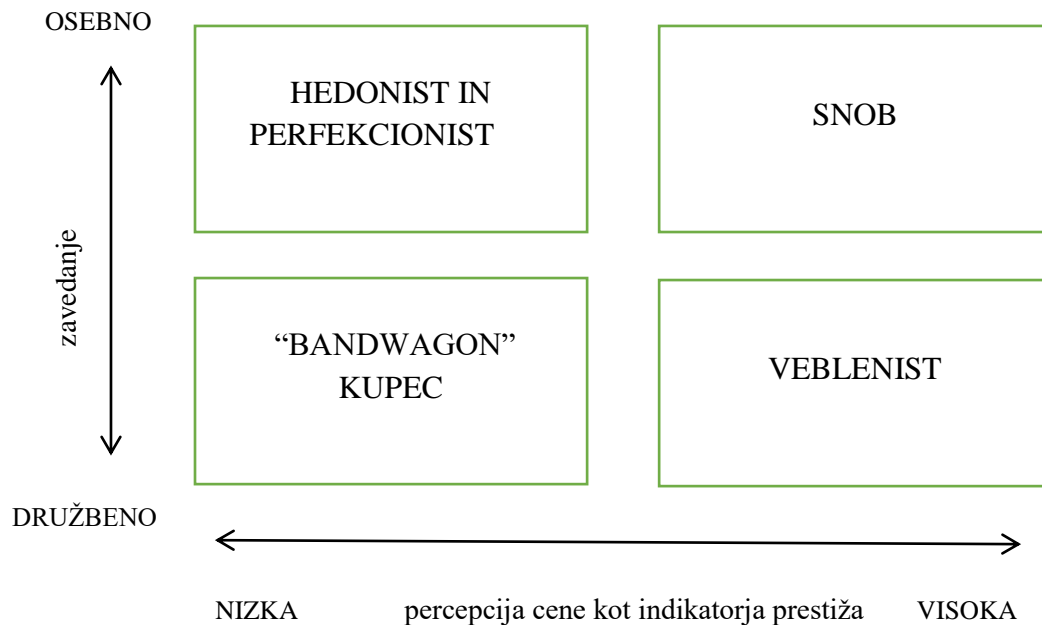 OSEBNO
HEDONIST IN
PERFEKCIONIST
SNOB
zavedanje
“BANDWAGON”
KUPEC
VEBLENIST
DRUŽBENO
NIZKA percepcija cene kot indikatorja prestiža VISOKA